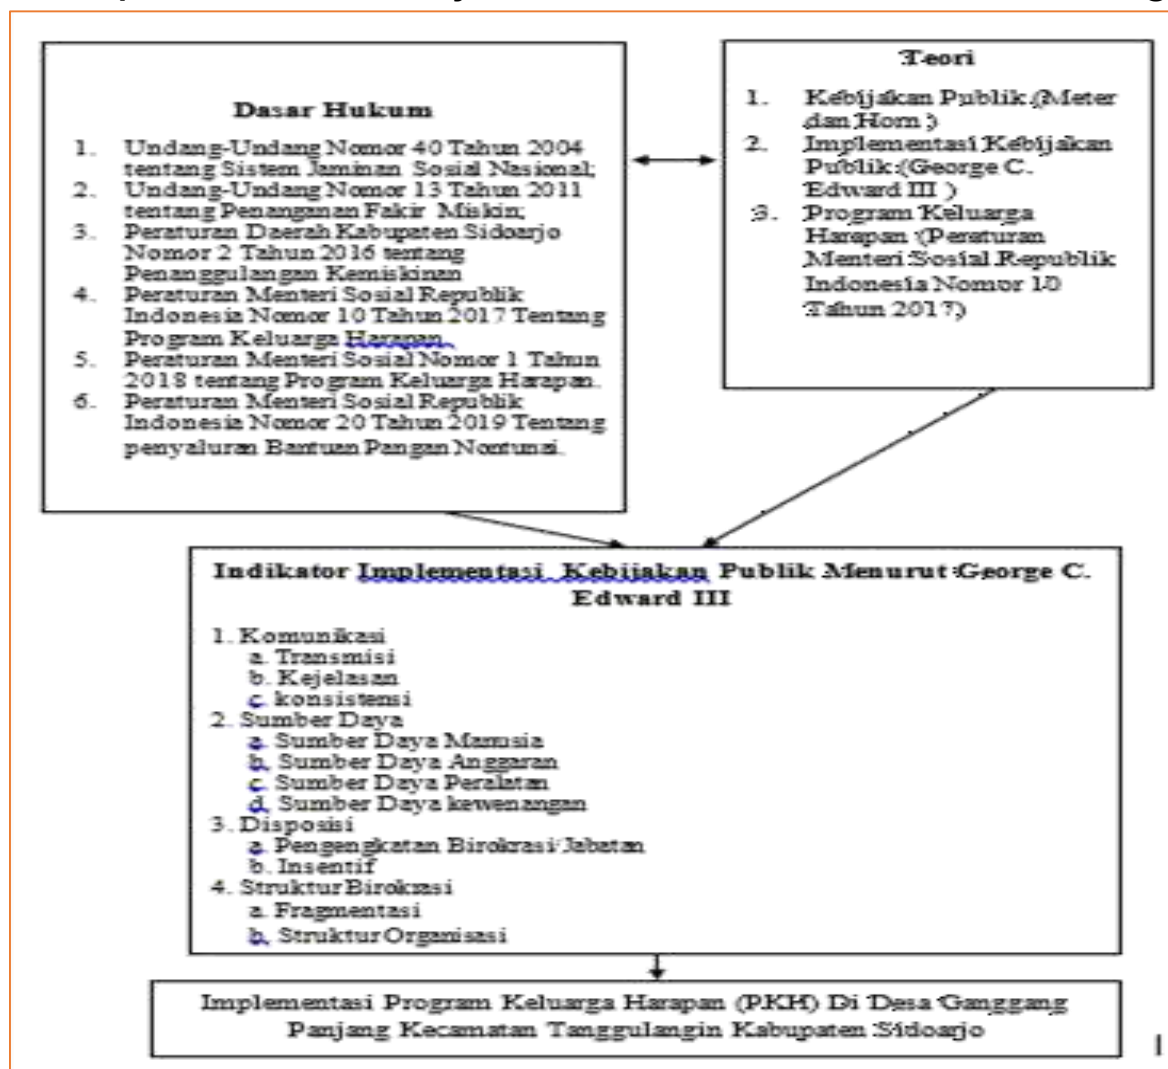 Dasar Hukum
1. Undang-Undang Nomor 40 Tahun 2004
tentang Sistem Jaminan Sosial Nasional;
2. Undang-Undang Nomor 13 Tahun 2011
tentang Penanganan Fakir Miskin;
3. Peraturan Daerah Kabupaten Sidoarjo
Nomor 2 Tahun 2016 tentang
Penanggulangan Kemiskinan
4. Peraturan Menteri Sosial Republik
Indonesia Nomor 10 Tahun 2017 Tentang
Program Keluarga Harapan.
5. Peraturan Menteri Sosial Nomor 1 Tahun
2018 tentang Program Keluarga Harapan.
6. Peraturan Menteri Sosial Republik
Indonesia Nomor 20 Tahun 2019 Tentang
penyaluran Bantuan Pangan Nontunai.
Teori
1. Kebijakan Publik (Meter
dan Horn )
2. Implementasi Kebijakan
Publik (George C.
Edward III )
3. Program Keluarga
Harapan (Peraturan
Menteri Sosial Republik
Indonesia Nomor 10
Tahun 2017)
Indikator Implementasi Kebijakan Publik Menurut George C.
Edward III
1. Komunikasi
a. Transmisi
b. Kejelasan
c. konsistensi
2. Sumber Daya
a. Sumber Daya Manusia
b. Sumber Daya Anggaran
c. Sumber Daya Peralatan
d. Sumber Daya kewenangan
3. Disposisi
a. Pengengkatan Birokrasi/Jabatan
b. Insentif
4. Struktur Birokrasi
a. Fragmentasi
b. Struktur Organisasi
Implementasi Program Keluarga Harapan (PKH) Di Desa Ganggang
Panjang Kecamatan Tanggulangin Kabupaten Sidoarjo